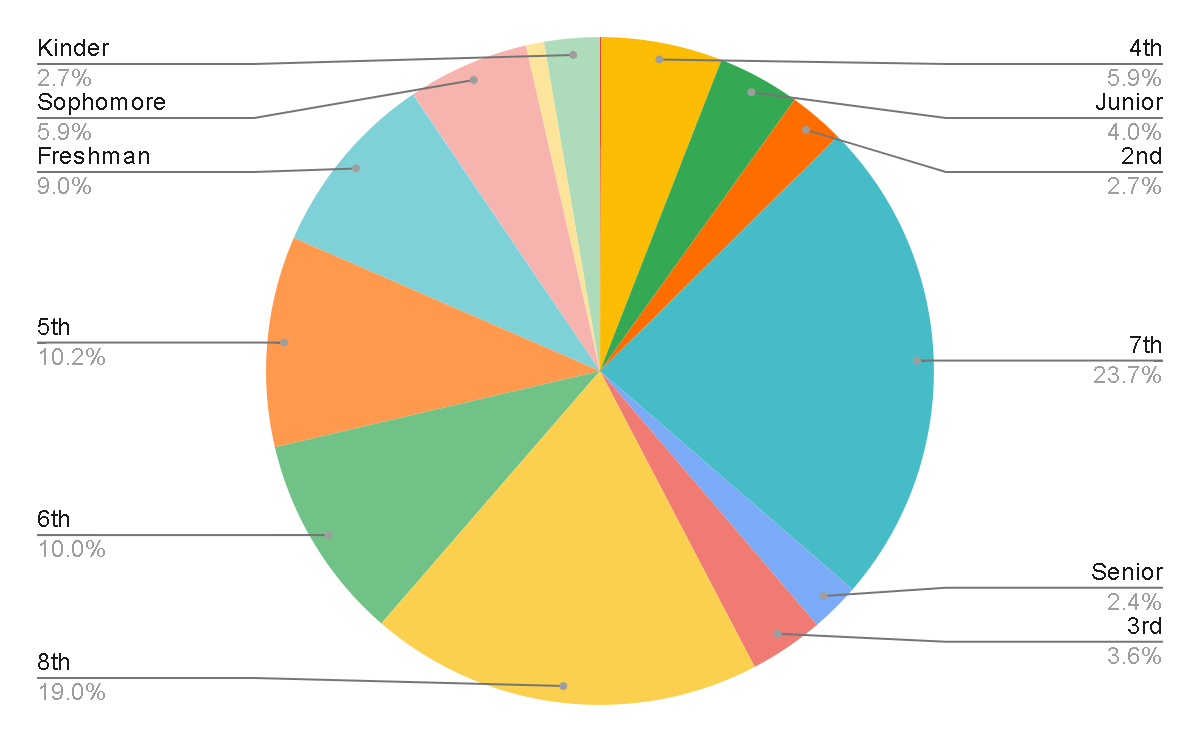 Kinder
2.7%
Sophomore
5.9%
Freshman
9.0%
5th
10.2%
6th
10.0%
8th
19.0%
4th
5.9%
Junior
4.0%
2nd
2.7%
7th
23.7%
Senior
2.4%
3rd
3.6%